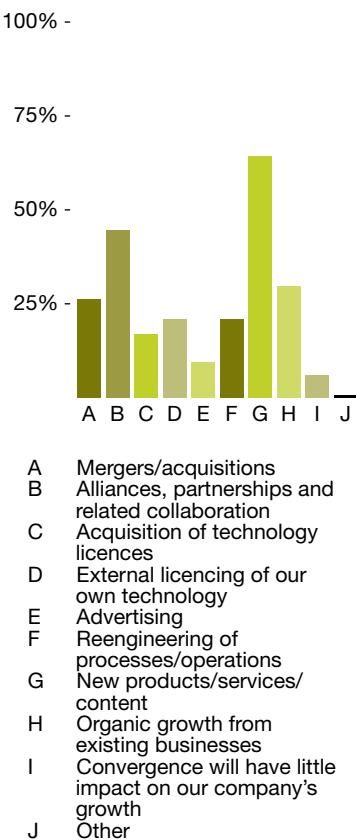 100% -
75% -
50% -
25% -
A B C D E F G H I J
A Mergers/acquisitions
B Alliances, partnerships and
related collaboration
C Acquisition of technology
licences
D External licencing of our
own technology
E Advertising
F Reengineering of
processes/operations
G New products/services/
content
H Organic growth from
existing businesses
I Convergence will have little
impact on our company’s
growth
J Other